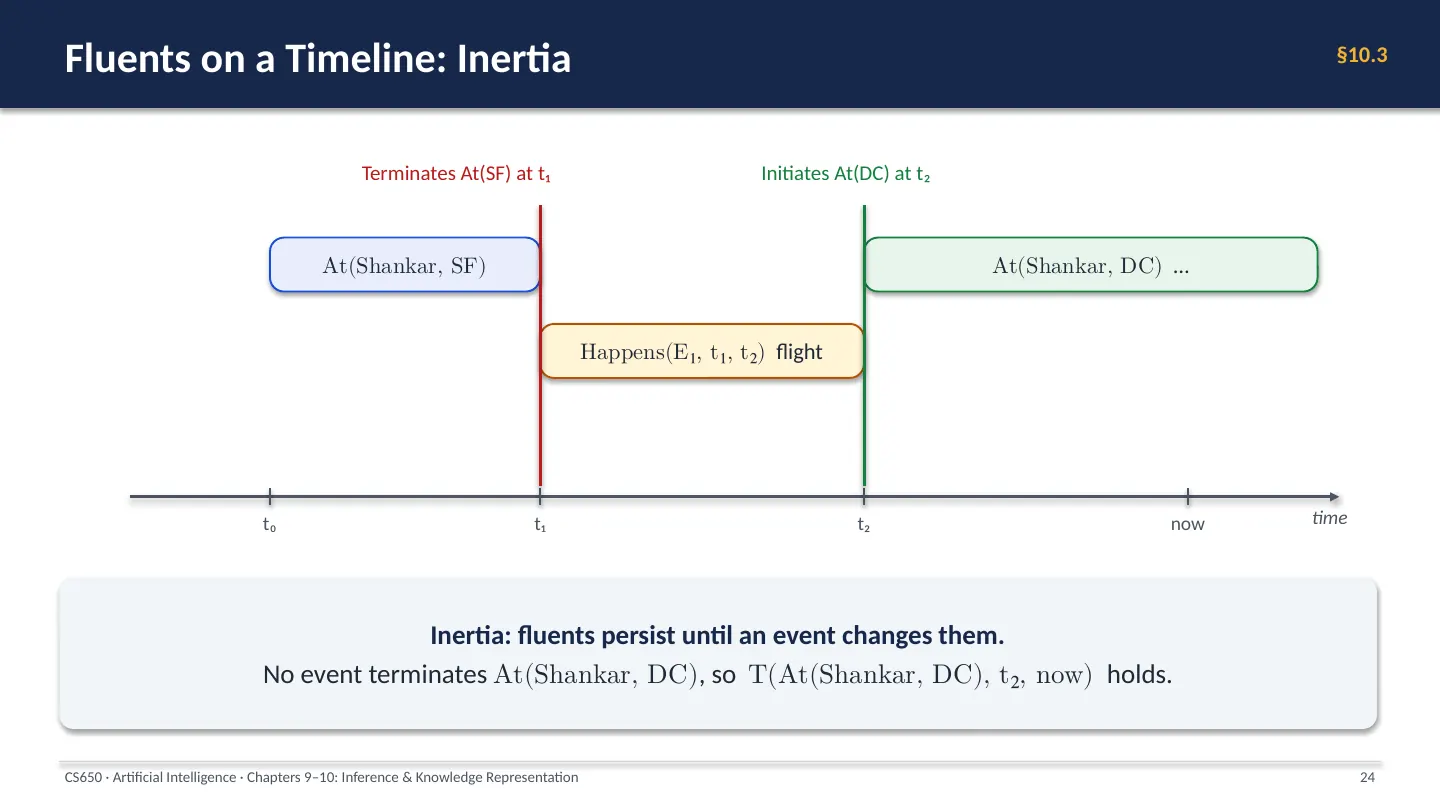 Fluents on a Timeline: Inertia
§10.3
Terminates At(SF) at t₁
Initiates At(DC) at t₂
At(Shankar, SF)
At(Shankar, DC) ...
Happens(E₁, t₁, t₂) flight
t₀
t₁
t₂
now
time
Inertia: fluents persist until an event changes them.
No event terminates At(Shankar, DC), so T(At(Shankar, DC), t₂, now) holds.
CS650 · Artificial Intelligence · Chapters 9–10: Inference & Knowledge Representation
24